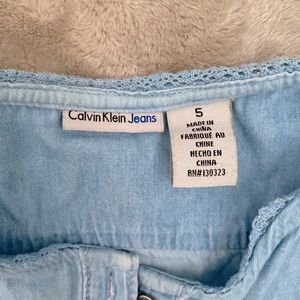 Calvin Klein Jeans
5
MADE IN
CHINA
FABRIQUÉ AU
CHINE
HECHO EN
CHINA
RN#130323